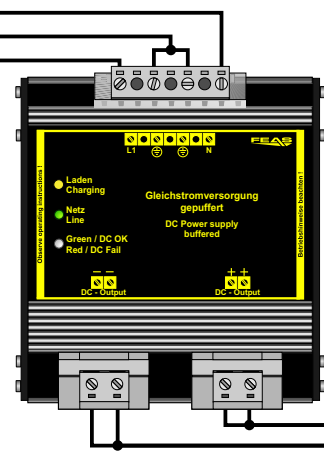 L1
N
FEAS
Observe operating instructions !
Laden
Charging
Netz
Line
Green / DC OK
Red / DC Fail
Gleichstromversorgung
gepuffert
DC Power supply
buffered
Betriebshinweise beachten !
– –
DC - Output
+ +
DC - Output